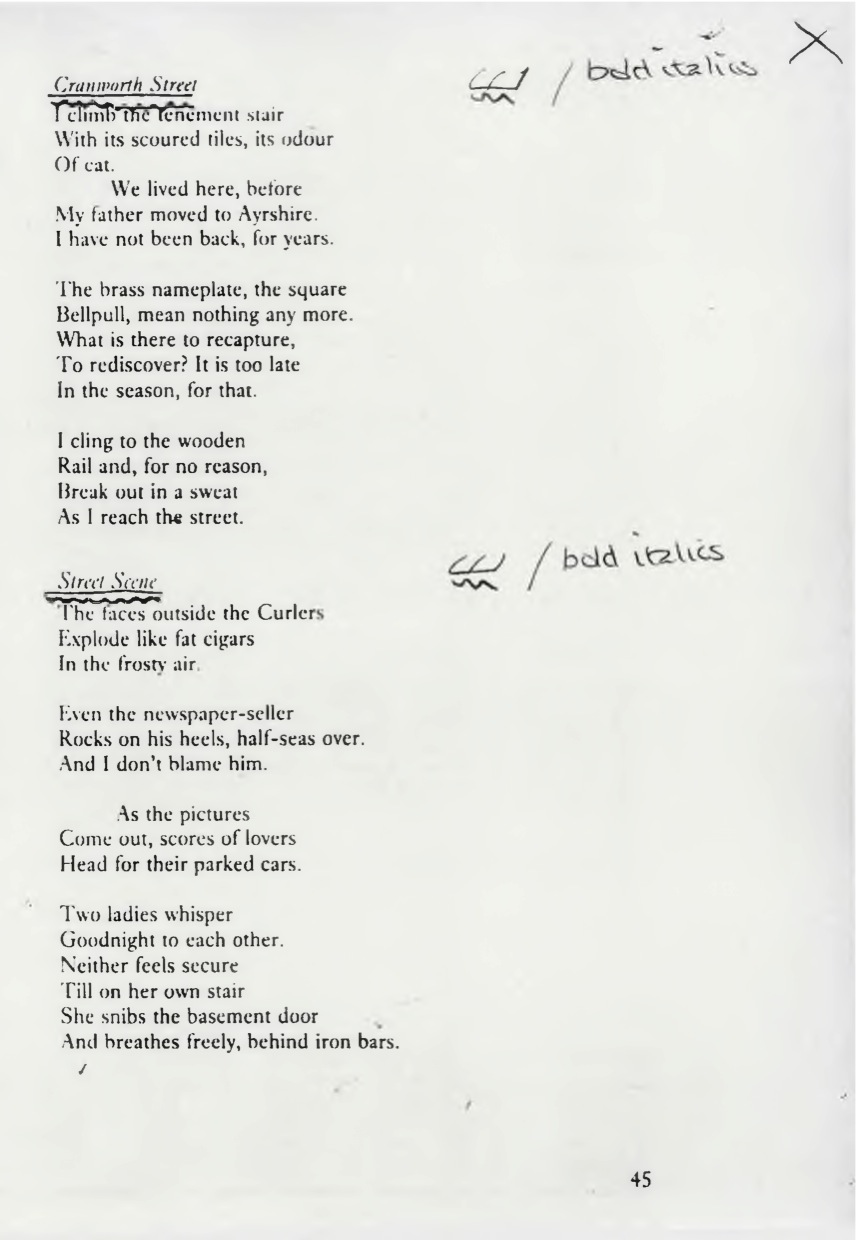 Cranworth Street
/ bold italics
I climb the tenement stair
With its scoured tiles, its odour
Of cat.
We lived here, before
My father moved to Ayrshire.
I have not been back, for years.
The brass nameplate, the square
Bellpull, mean nothing any more.
What is there to recapture,
To rediscover? It is too late
In the season, for that.
I cling to the wooden
Rail and, for no reason,
Break out in a sweat
As I reach the street.
/ bold italics
Street Scene
The faces outside the Curlers
Explode like fat cigars
In the frosty air.
Even the newspaper-seller
Rocks on his heels, half-seas over.
And I don't blame him.
As the pictures
Come out, scores of lovers
Head for their parked cars.
Two ladies whisper
Goodnight to each other.
Neither feels secure
Till on her own stair
She snibs the basement door
And breathes freely, behind iron bars.
45